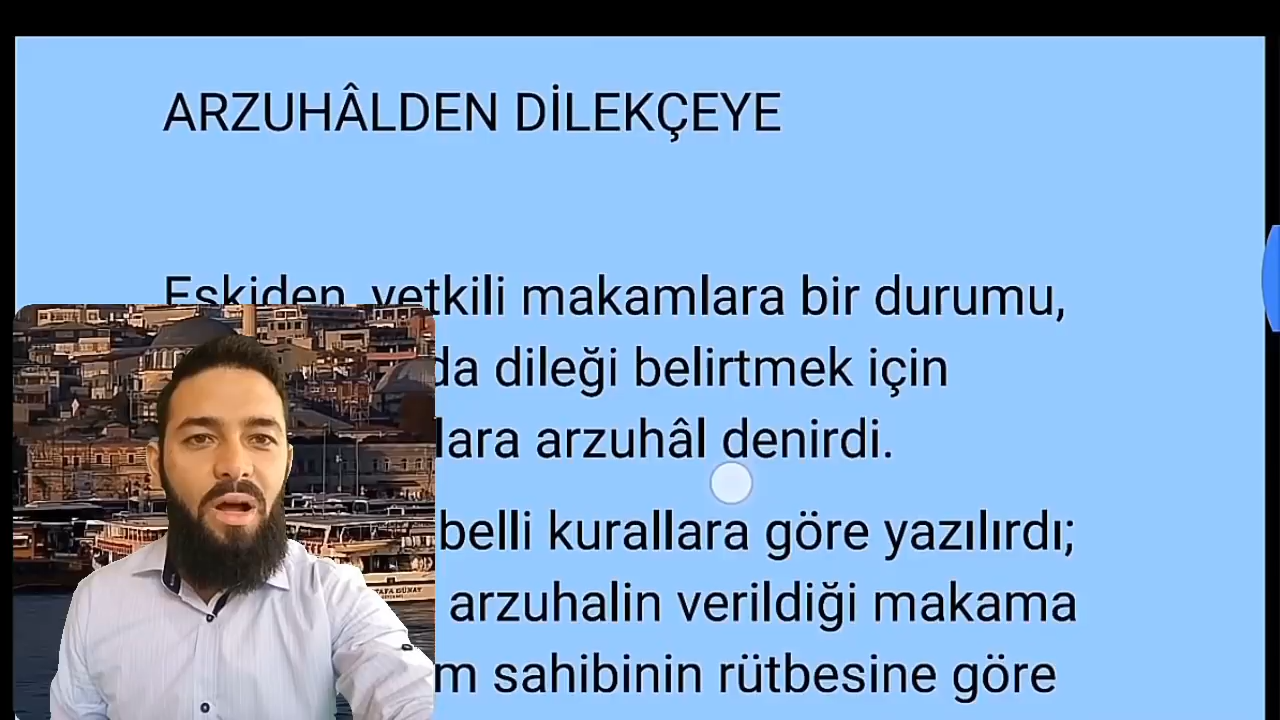 ARZUHÂLDEN DİLEKÇEYE
Eskiden, yetkili makamlara bir durumu,
da dileği belirtmek için
lara arzuhâl denirdi.
belli kurallara göre yazılırdı;
arzuhalin verildiği makama
m sahibinin rütbesine göre